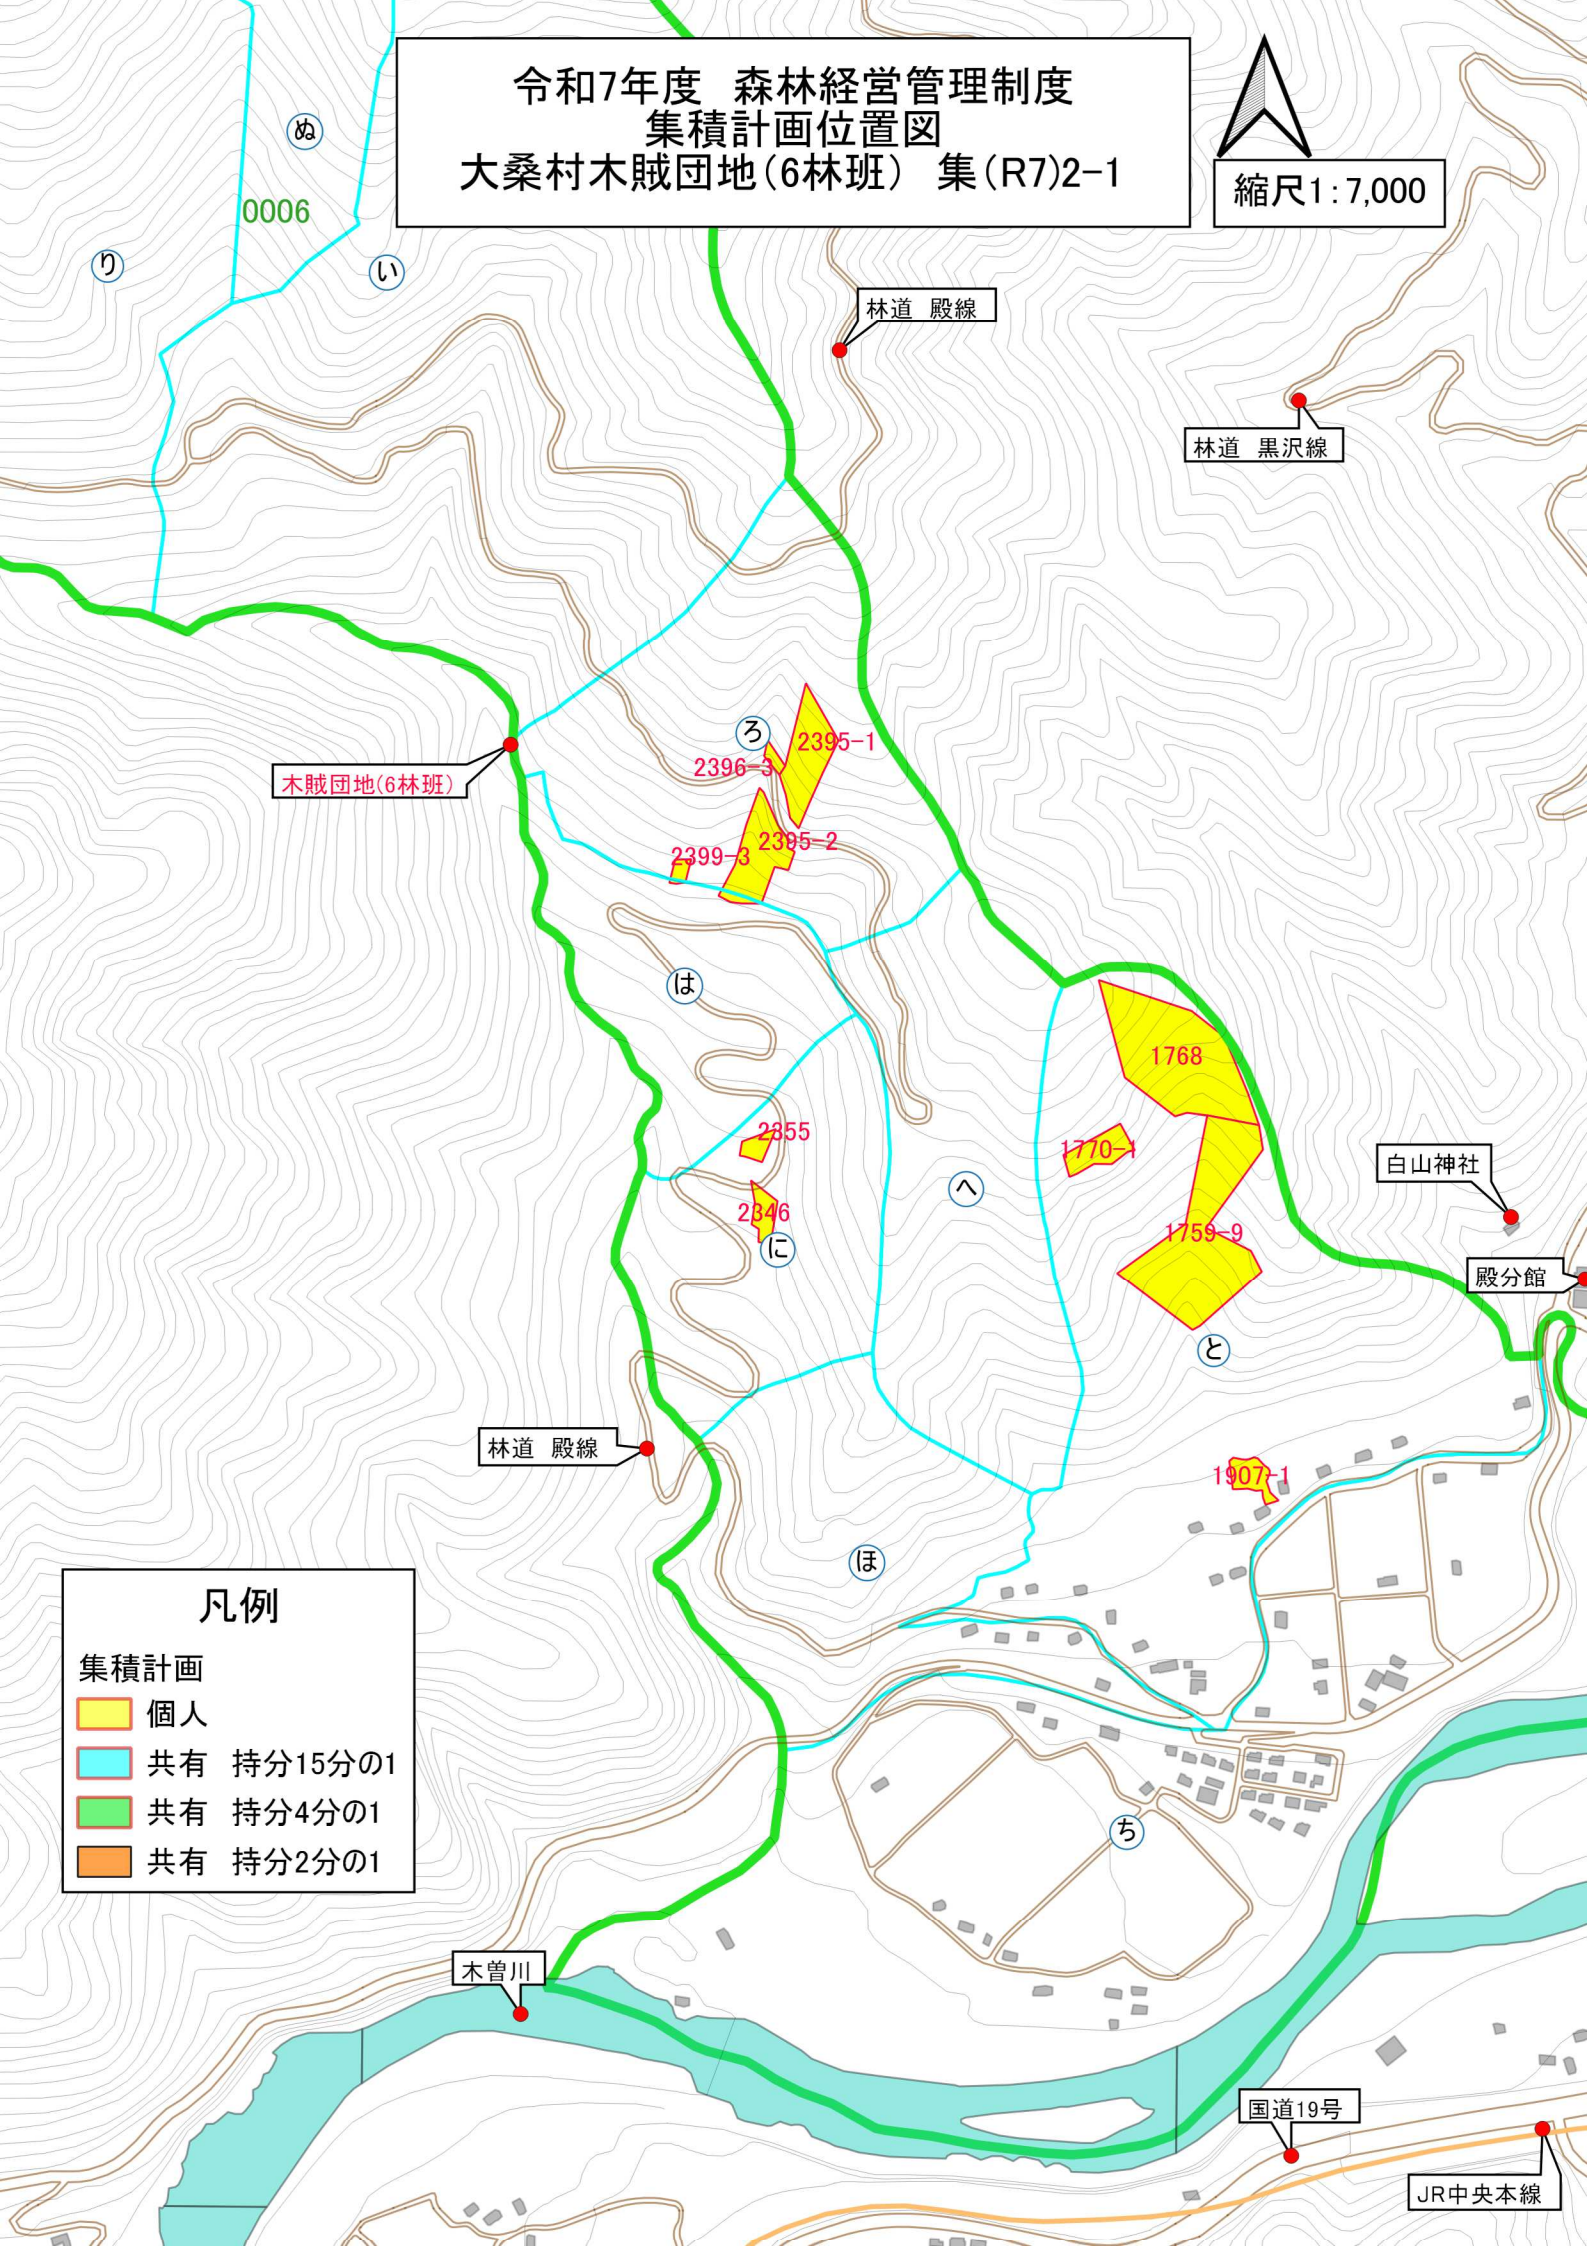 令和7年度　森林経営管理制度
集積計画位置図
大桑村木賊団地(6林班)　集(R7)2-1
縮尺1:7,000
ぬ
0006
り
い
林道　殿線
林道　黒沢線
ろ
2395-1
2396-3
木賊団地(6林班)
2395-2
2399-3
は
1768
2355
1770-1
白山神社
へ
2346
に
1759-9
殿分館
と
林道　殿線
1907-1
ほ
凡例
集積計画
個人
共有　持分15分の1
共有　持分4分の1
共有　持分2分の1
ち
木曽川
国道19号
JR中央本線